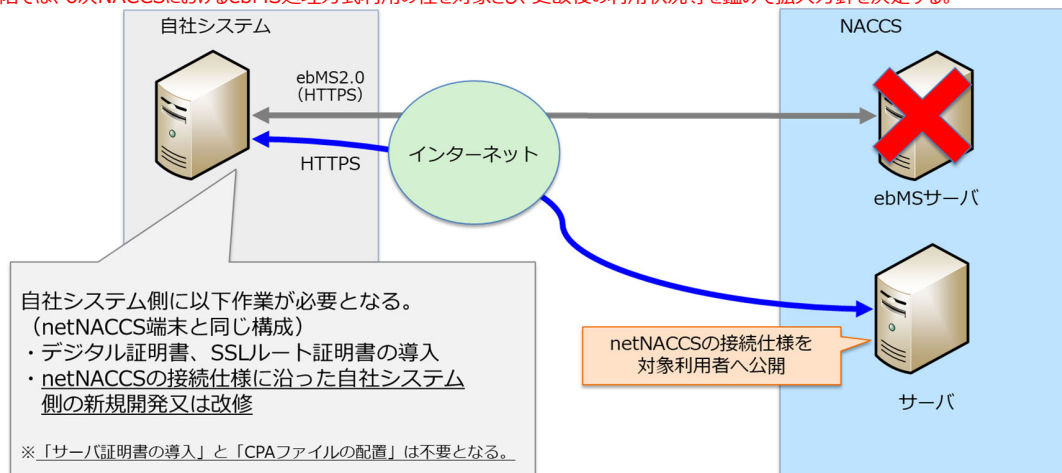 自社システム
NACCS
ebMS2.0
（HTTPS）
インターネット
HTTPS
ebMSサーバ
自社システム側に以下作業が必要となる。
（netNACCS端末と同じ構成）
・デジタル証明書、SSLルート証明書の導入
・netNACCSの接続仕様に沿った自社システム
側の新規開発又は改修
※「サーバ証明書の導入」と「CPAファイルの配置」は不要となる。
netNACCSの接続仕様を
対象利用者へ公開
サーバ